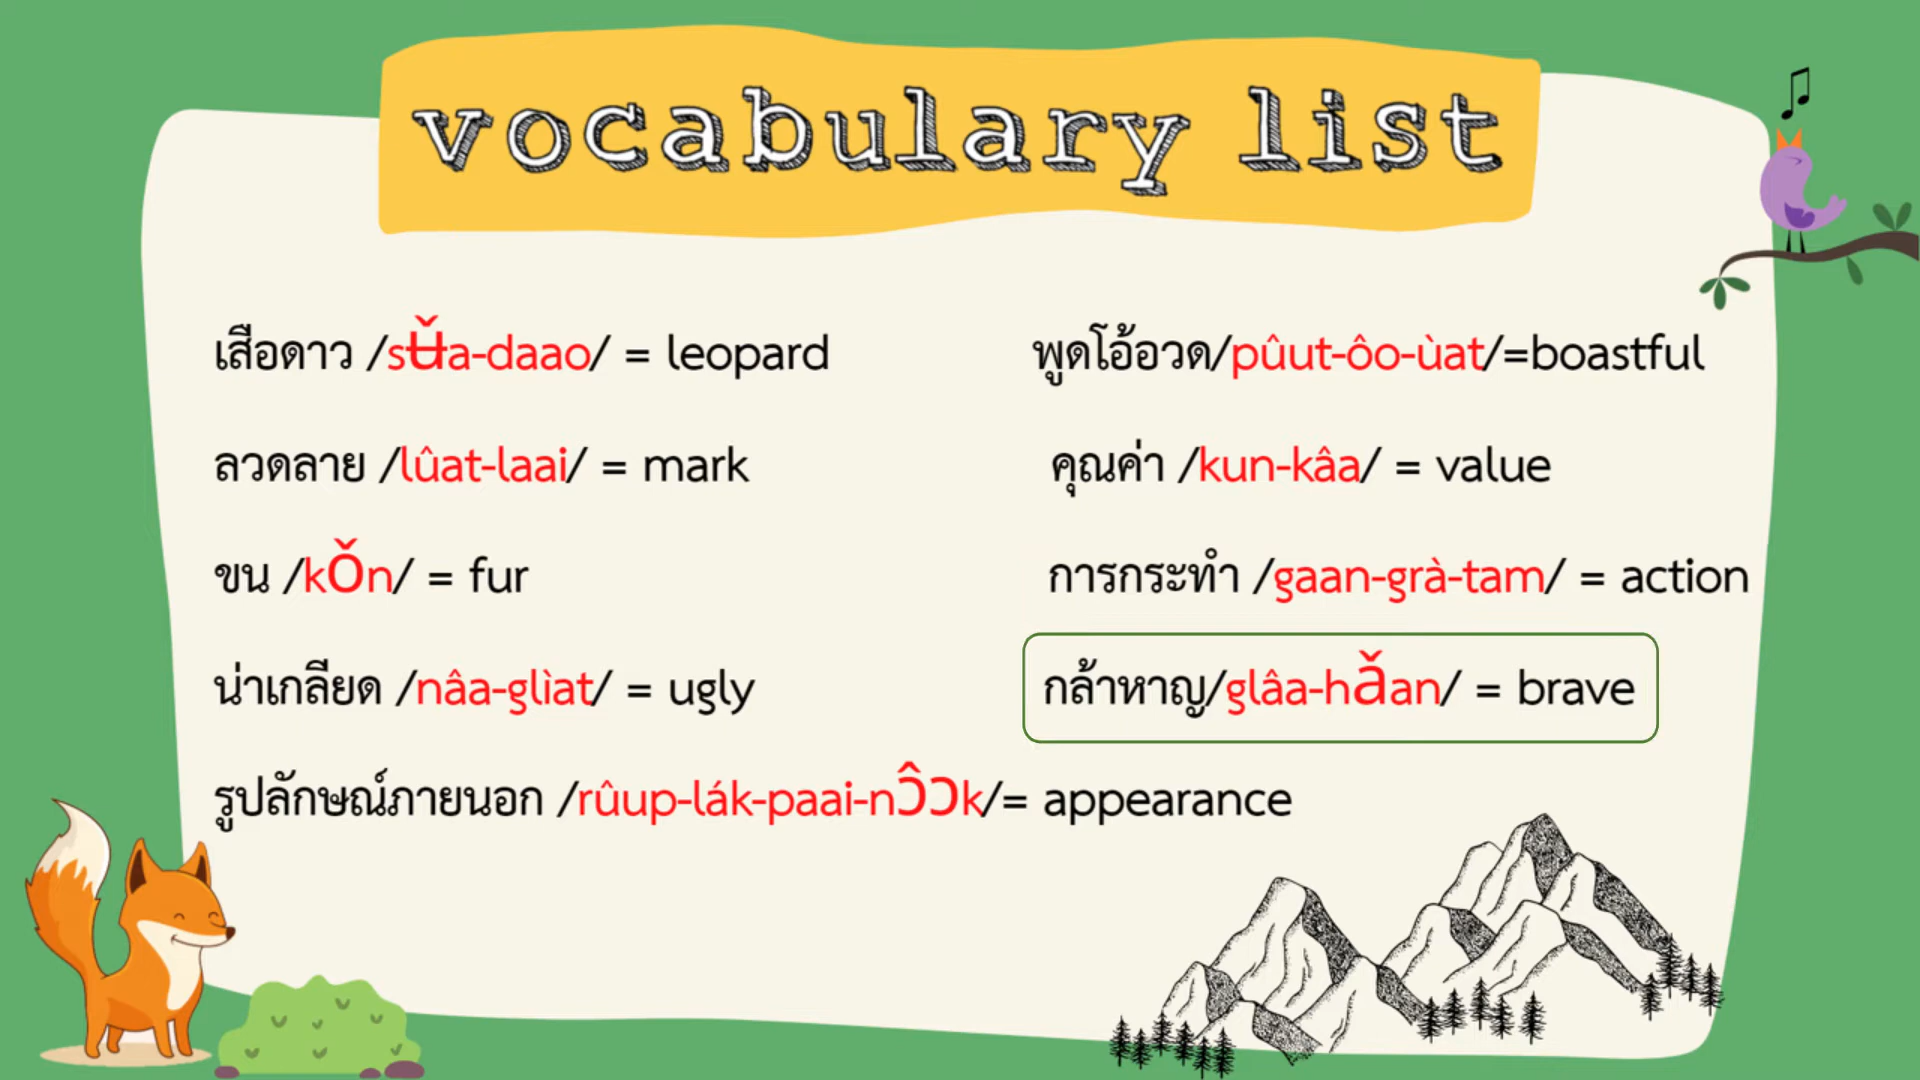 vocabulary list
เสือดาว /sʉ̌a-daao/ = leopard
ลวดลาย /lûat-laai/ = mark
ขน /kǒn/ = fur
น่าเกลียด /nâa-glìat/ = ugly
รูปลักษณ์ภายนอก /rûup-lák-paai-nɔ̂ɔk/= appearance
พูดโอ้อวด/pûut-ôo-ùat/=boastful
คุณค่า /kun-kâa/ = value
การกระทำ /gaan-grà-tam/ = action
กล้าหาญ/glâa-hǎan/ = brave